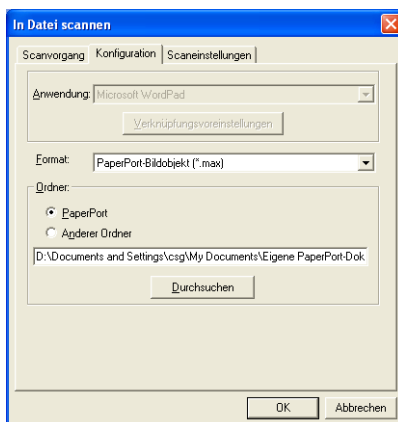 In Datei scannen
Scanvorgang Konfiguration Scaneinstellungen
Anwendung: Microsoft WordPad
Verknüpfungsvoreinstellungen
Format: PaperPort-Bildobjekt (*.max)
Ordner:
PaperPort
Anderer Ordner
D:\Documents and Settings\csg\My Documents\Eigene PaperPort-Dok
Durchsuchen
OK Abbrechen